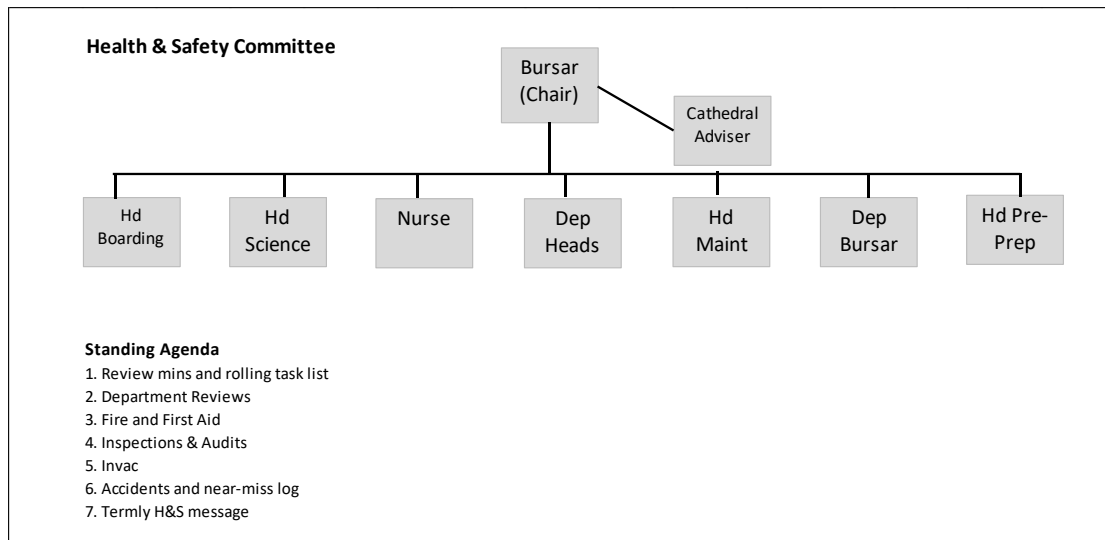 Health & Safety Committee
Bursar
(Chair)
Cathedral
Adviser
Hd
Boarding
Hd
Science
Nurse
Dep
Heads
Hd
Maint
Dep
Bursar
Hd Pre-
Prep
Standing Agenda
1. Review mins and rolling task list
2. Department Reviews
3. Fire and First Aid
4. Inspections & Audits
5. Invac
6. Accidents and near-miss log
7. Termly H&S message